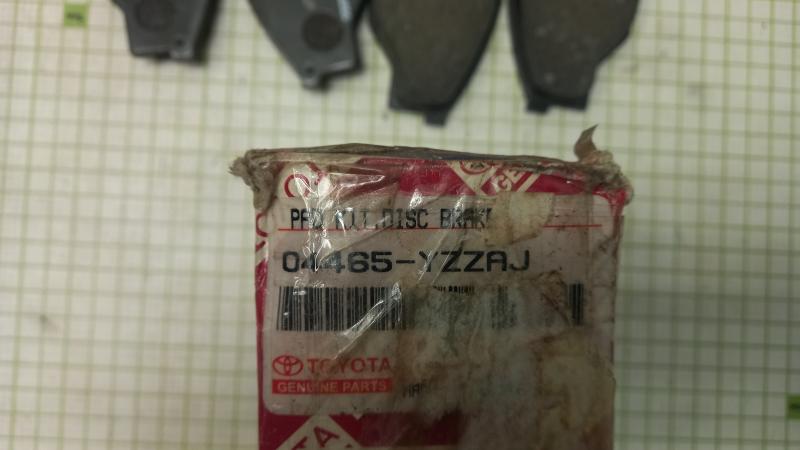 PAD KIT,DISC BRAKE
04465-YZZAJ
TOYOTA
GENUINE PARTS